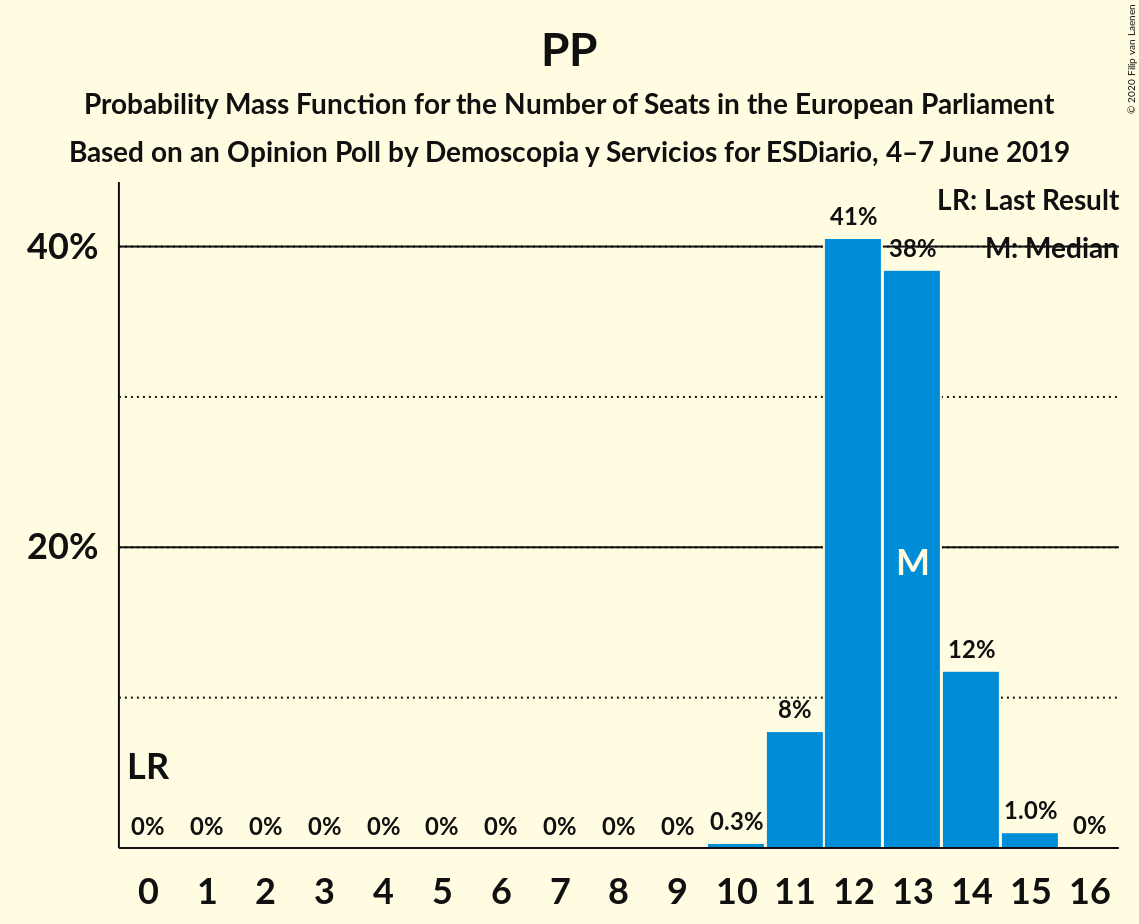 PP
Probability Mass Function for the Number of Seats in the European Parliament
Based on an Opinion Poll by Demoscopia y Servicios for ESDiario, 4–7 June 2019
© 2020 Filip van Laenen
LR: Last Result
M: Median
40%
20%
41%
38%
M
12%
8%
LR
0% 0% 0% 0% 0% 0% 0% 0% 0% 0% 0.3% 1.0% 0%
0 1 2 3 4 5 6 7 8 9 10 11 12 13 14 15 16